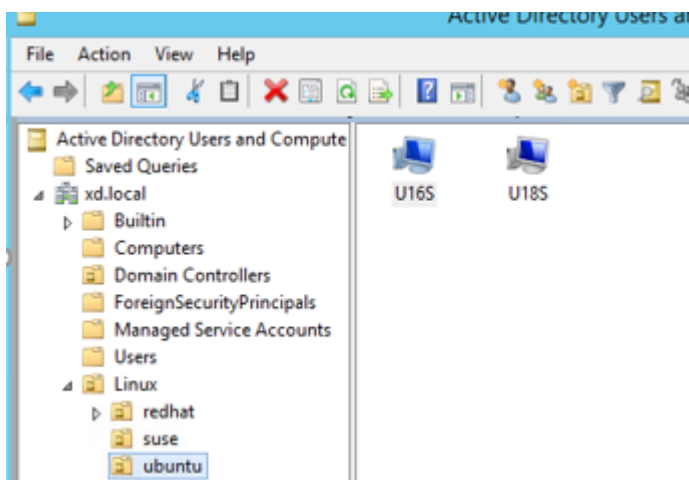 Active Directory Users a
File Action View Help
Active Directory Users and Compute
Saved Queries
xd.local
Builtin
Computers
Domain Controllers
ForeignSecurityPrincipals
Managed Service Accounts
Users
Linux
redhat
suse
ubuntu
U16S U18S